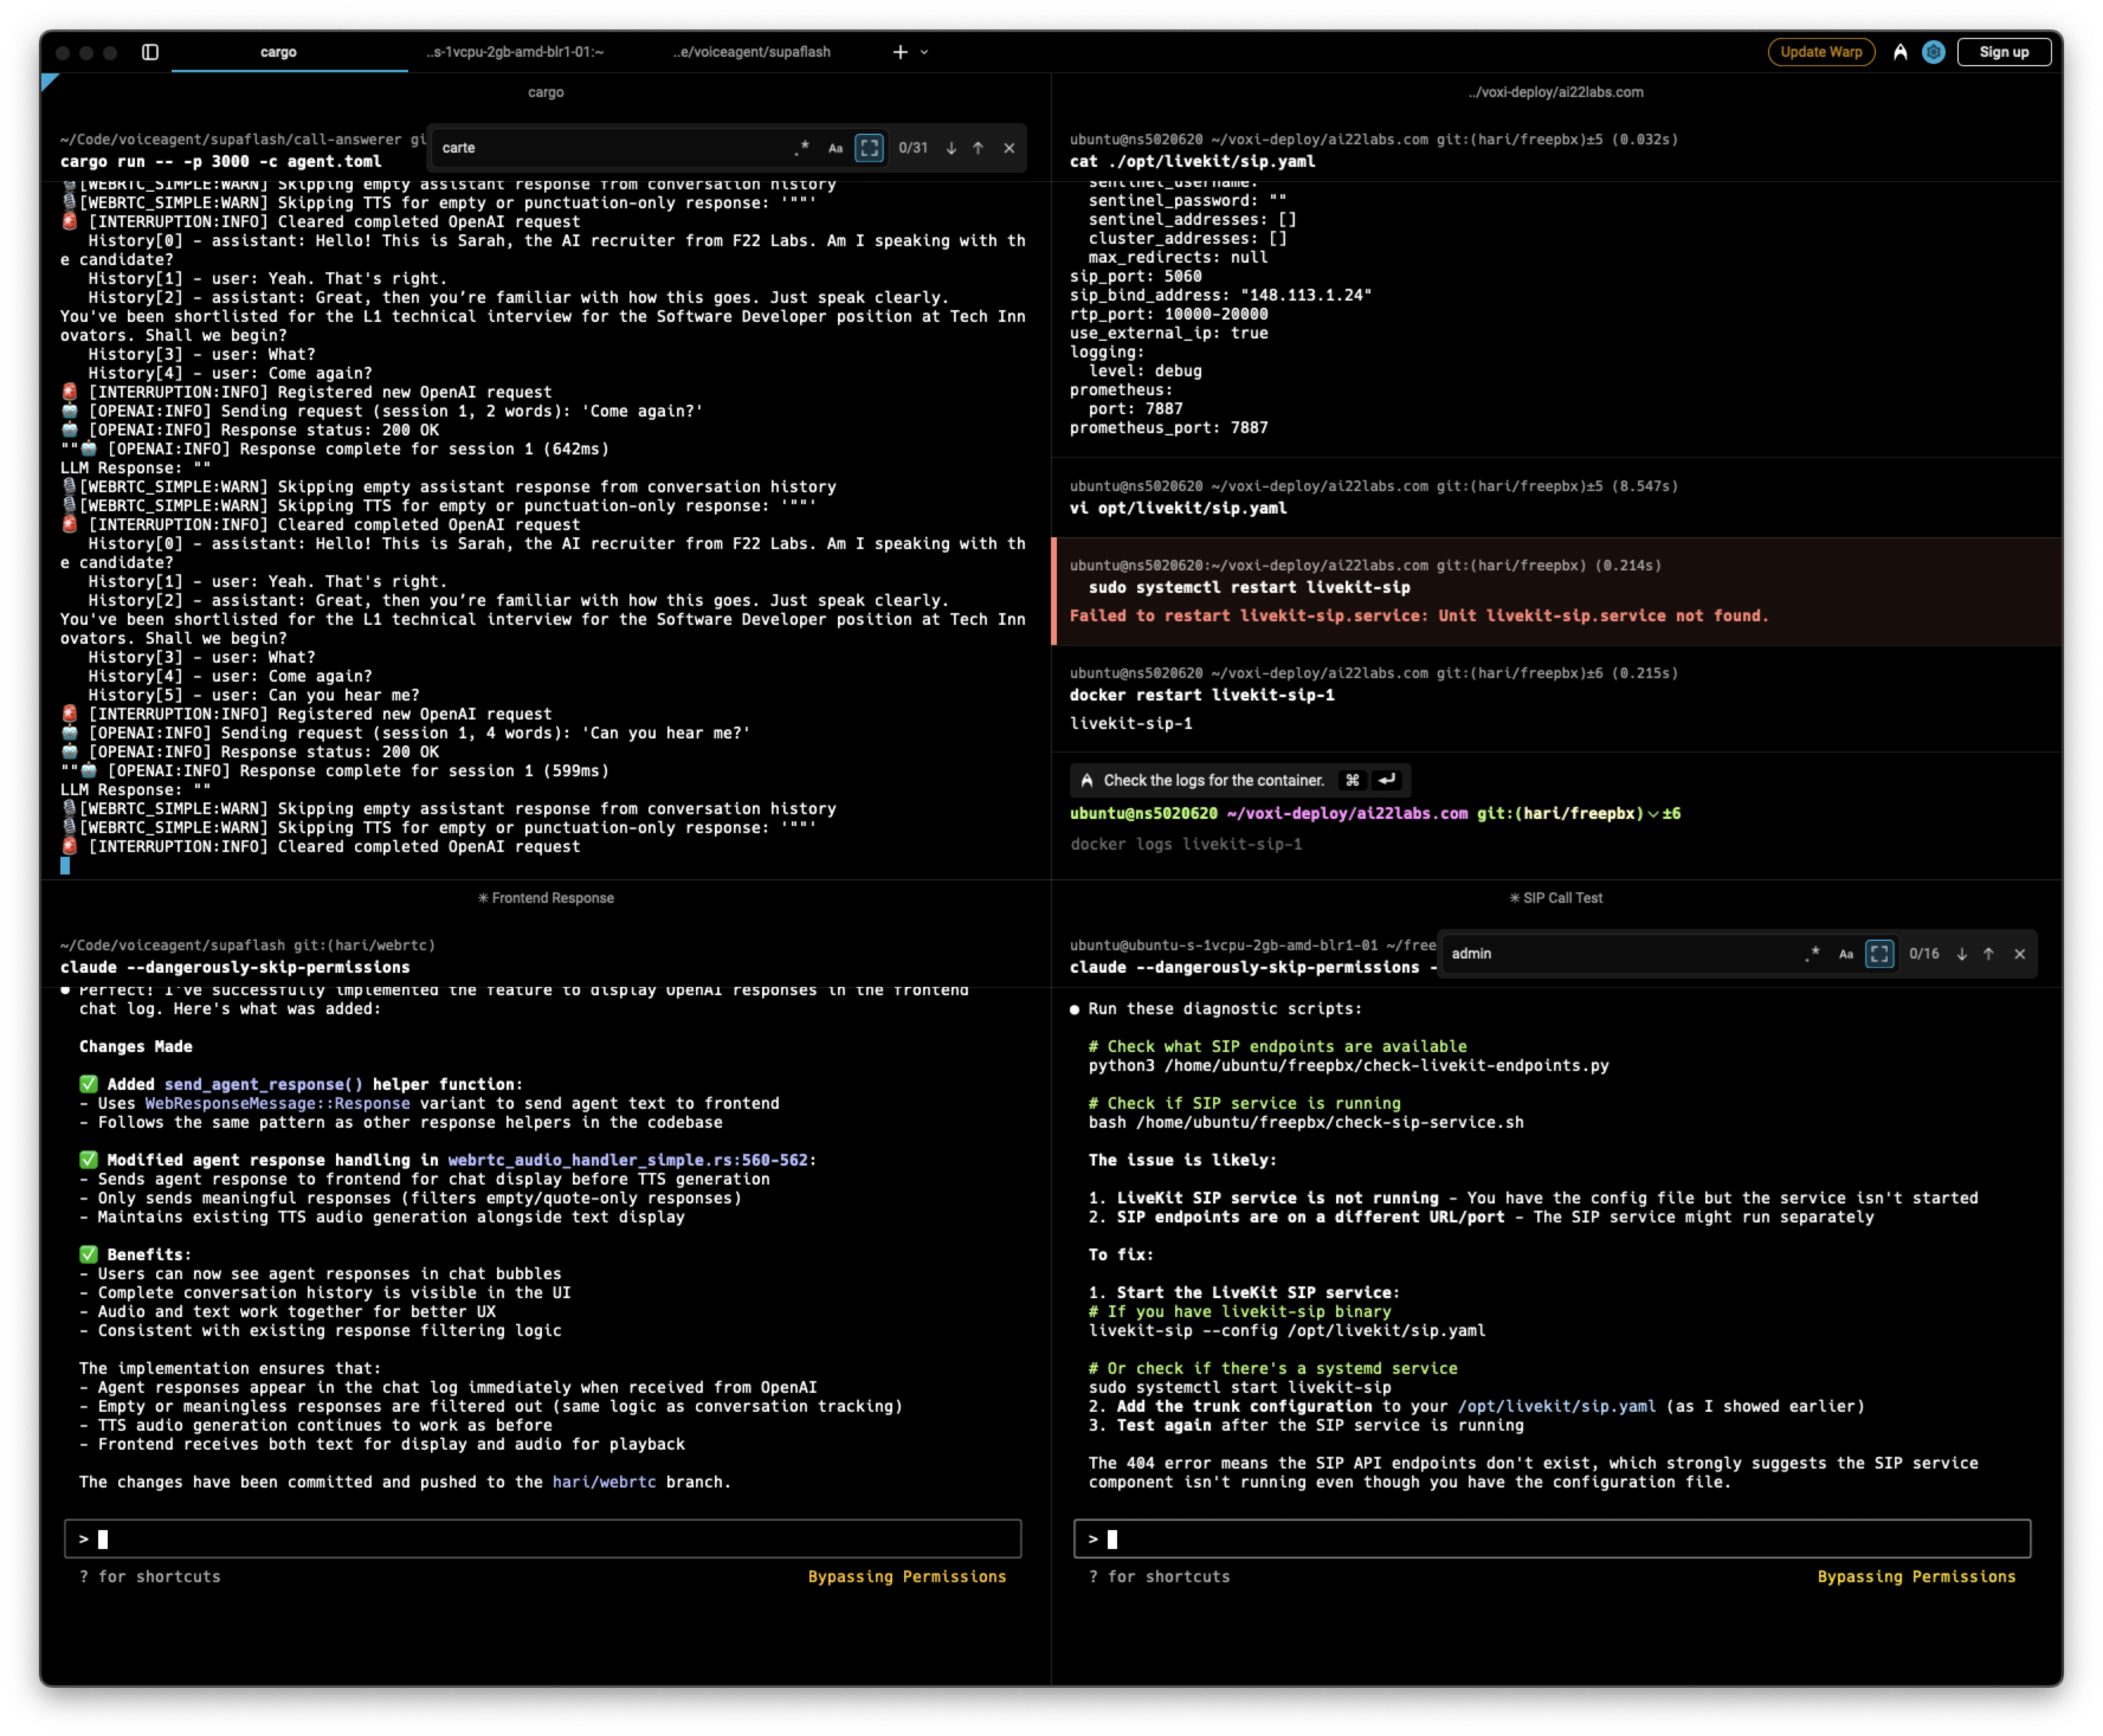 cargo
..s-1vcpu-2gb-amd-blr1-01:~
..e/voiceagent/supaflash
Update Warp
Sign up
cargo
~/Code/voiceagent/supaflash/call-answerer gi
carte
Aa
0/31
cargo run -- -p 3000 -c agent.toml
[WEBRTC_SIMPLE:WARN] Skipping empty assistant response from conversation history
[WEBRTC_SIMPLE:WARN] Skipping TTS for empty or punctuation-only response: '""'
[INTERRUPTION:INFO] Cleared completed OpenAI request
History[0] - assistant: Hello! This is Sarah, the AI recruiter from F22 Labs. Am I speaking with th
e candidate?
History[1] - user: Yeah. That's right.
History[2] - assistant: Great, then you’re familiar with how this goes. Just speak clearly.
You've been shortlisted for the L1 technical interview for the Software Developer position at Tech Inn
ovators. Shall we begin?
History[3] - user: What?
History[4] - user: Come again?
[INTERRUPTION:INFO] Registered new OpenAI request
[OPENAI:INFO] Sending request (session 1, 2 words): 'Come again?'
[OPENAI:INFO] Response status: 200 OK
"" [OPENAI:INFO] Response complete for session 1 (642ms)
LLM Response: ""
[WEBRTC_SIMPLE:WARN] Skipping empty assistant response from conversation history
[WEBRTC_SIMPLE:WARN] Skipping TTS for empty or punctuation-only response: '""'
[INTERRUPTION:INFO] Cleared completed OpenAI request
History[0] - assistant: Hello! This is Sarah, the AI recruiter from F22 Labs. Am I speaking with th
e candidate?
History[1] - user: Yeah. That's right.
History[2] - assistant: Great, then you’re familiar with how this goes. Just speak clearly.
You've been shortlisted for the L1 technical interview for the Software Developer position at Tech Inn
ovators. Shall we begin?
History[3] - user: What?
History[4] - user: Come again?
History[5] - user: Can you hear me?
[INTERRUPTION:INFO] Registered new OpenAI request
[OPENAI:INFO] Sending request (session 1, 4 words): 'Can you hear me?'
[OPENAI:INFO] Response status: 200 OK
"" [OPENAI:INFO] Response complete for session 1 (599ms)
LLM Response: ""
[WEBRTC_SIMPLE:WARN] Skipping empty assistant response from conversation history
[WEBRTC_SIMPLE:WARN] Skipping TTS for empty or punctuation-only response: '""'
[INTERRUPTION:INFO] Cleared completed OpenAI request
../voxi-deploy/ai22labs.com
ubuntu@ns5020620 ~/voxi-deploy/ai22labs.com git:(hari/freepbx)±5 (0.032s)
cat ./opt/livekit/sip.yaml
sentinel_username:
sentinel_password: ""
sentinel_addresses: []
cluster_addresses: []
max_redirects: null
sip_port: 5060
sip_bind_address: "148.113.1.24"
rtp_port: 10000-20000
use_external_ip: true
logging:
level: debug
prometheus:
port: 7887
prometheus_port: 7887
ubuntu@ns5020620 ~/voxi-deploy/ai22labs.com git:(hari/freepbx)±5 (8.547s)
vi opt/livekit/sip.yaml
ubuntu@ns5020620:~/voxi-deploy/ai22labs.com git:(hari/freepbx) (0.214s)
sudo systemctl restart livekit-sip
Failed to restart livekit-sip.service: Unit livekit-sip.service not found.
ubuntu@ns5020620 ~/voxi-deploy/ai22labs.com git:(hari/freepbx)±6 (0.215s)
docker restart livekit-sip-1
livekit-sip-1
Check the logs for the container. ⌘
ubuntu@ns5020620 ~/voxi-deploy/ai22labs.com git:(hari/freepbx) ±6
docker logs livekit-sip-1
✳ Frontend Response
~/Code/voiceagent/supaflash git:(hari/webrtc)
claude --dangerously-skip-permissions
● Perfect! I've successfully implemented the feature to display OpenAI responses in the frontend
chat log. Here's what was added:
Changes Made
✅ Added send_agent_response() helper function:
- Uses WebResponseMessage::Response variant to send agent text to frontend
- Follows the same pattern as other response helpers in the codebase
✅ Modified agent response handling in webrtc_audio_handler_simple.rs:560-562:
- Sends agent response to frontend for chat display before TTS generation
- Only sends meaningful responses (filters empty/quote-only responses)
- Maintains existing TTS audio generation alongside text display
✅ Benefits:
- Users can now see agent responses in chat bubbles
- Complete conversation history is visible in the UI
- Audio and text work together for better UX
- Consistent with existing response filtering logic
The implementation ensures that:
- Agent responses appear in the chat log immediately when received from OpenAI
- Empty or meaningless responses are filtered out (same logic as conversation tracking)
- TTS audio generation continues to work as before
- Frontend receives both text for display and audio for playback
The changes have been committed and pushed to the hari/webrtc branch.
>
? for shortcuts
Bypassing Permissions
✳ SIP Call Test
ubuntu@ubuntu-s-1vcpu-2gb-amd-blr1-01 ~/free
admin
Aa
0/16
claude --dangerously-skip-permissions -
● Run these diagnostic scripts:
# Check what SIP endpoints are available
python3 /home/ubuntu/freepbx/check-livekit-endpoints.py
# Check if SIP service is running
bash /home/ubuntu/freepbx/check-sip-service.sh
The issue is likely:
1. LiveKit SIP service is not running - You have the config file but the service isn't started
2. SIP endpoints are on a different URL/port - The SIP service might run separately
To fix:
1. Start the LiveKit SIP service:
# If you have livekit-sip binary
livekit-sip --config /opt/livekit/sip.yaml
# Or check if there's a systemd service
sudo systemctl start livekit-sip
2. Add the trunk configuration to your /opt/livekit/sip.yaml (as I showed earlier)
3. Test again after the SIP service is running
The 404 error means the SIP API endpoints don't exist, which strongly suggests the SIP service
component isn't running even though you have the configuration file.
>
? for shortcuts
Bypassing Permissions